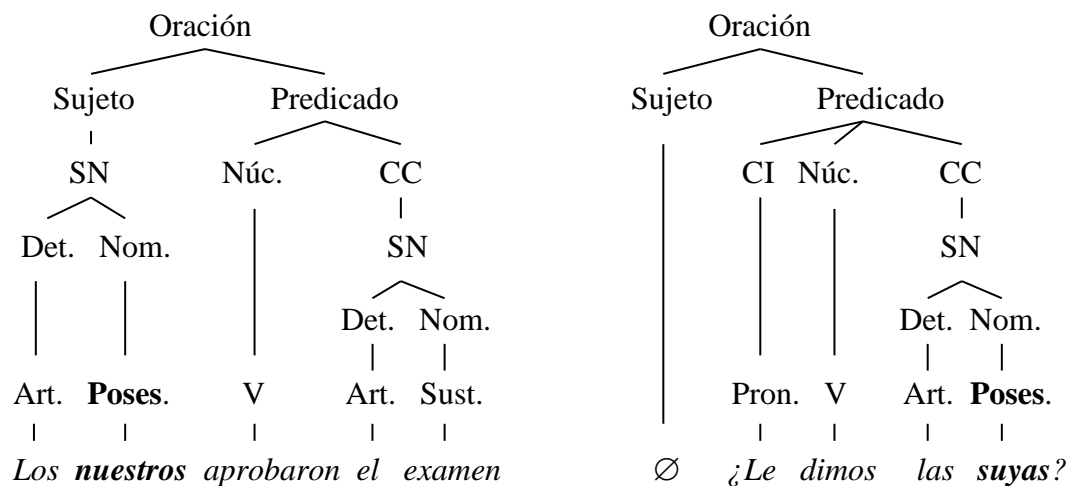 Oración Oración
Sujeto Predicado Sujeto Predicado
SN Núc. CC CI Núc. CC
Det. Nom. SN SN
Det. Nom. Det. Nom.
Art. Poses. V Art. Sust. Pron. V Art. Poses.
Los nuestros aprobaron el examen ∅ ¿Le dimos las suyas?